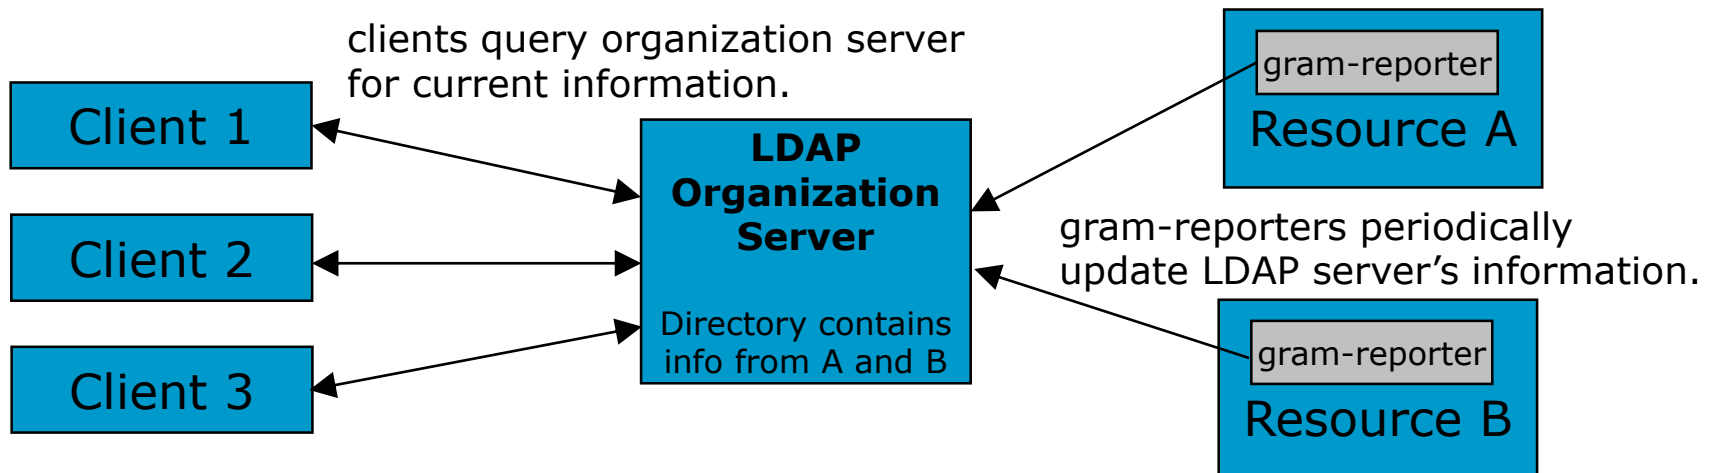 clients query organization server
for current information.
Client 1
Client 2
Client 3
LDAP
Organization
Server
Directory contains
info from A and B
gram-reporter
Resource A
gram-reporters periodically
update LDAP server’s information.
gram-reporter
Resource B